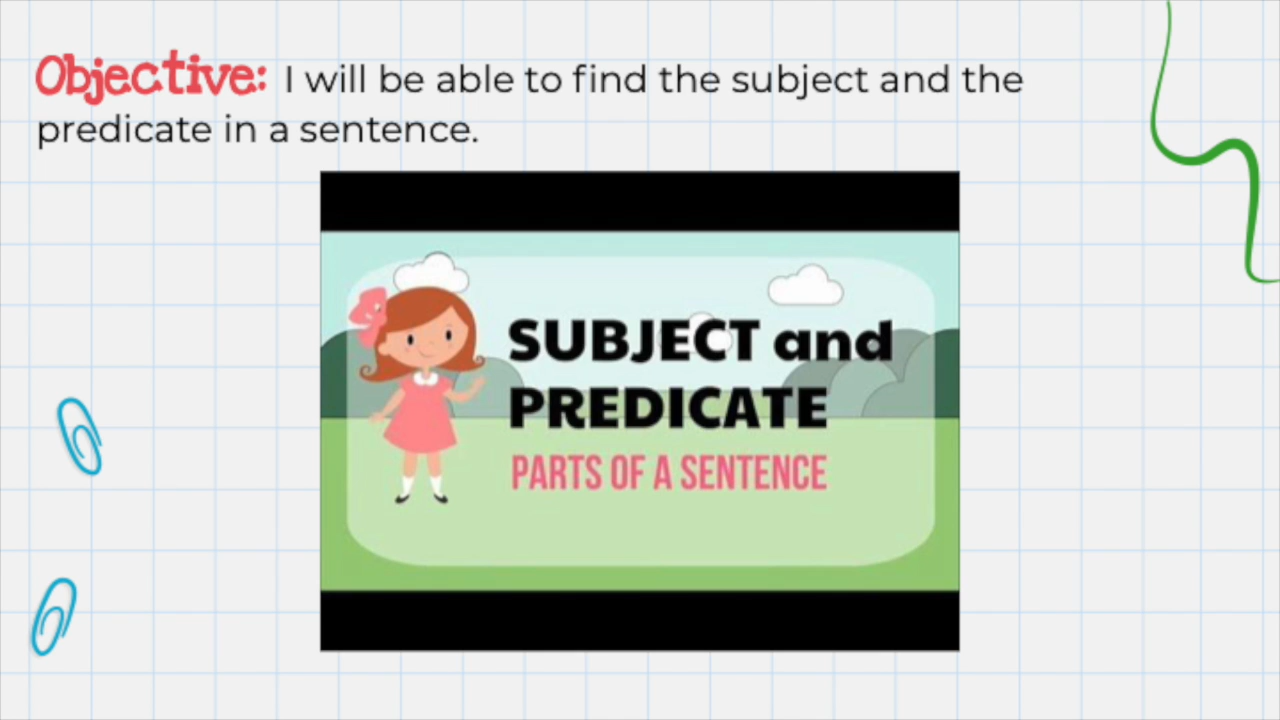 Objective: I will be able to find the subject and the
predicate in a sentence.
SUBJECT and
PREDICATE
PARTS OF A SENTENCE